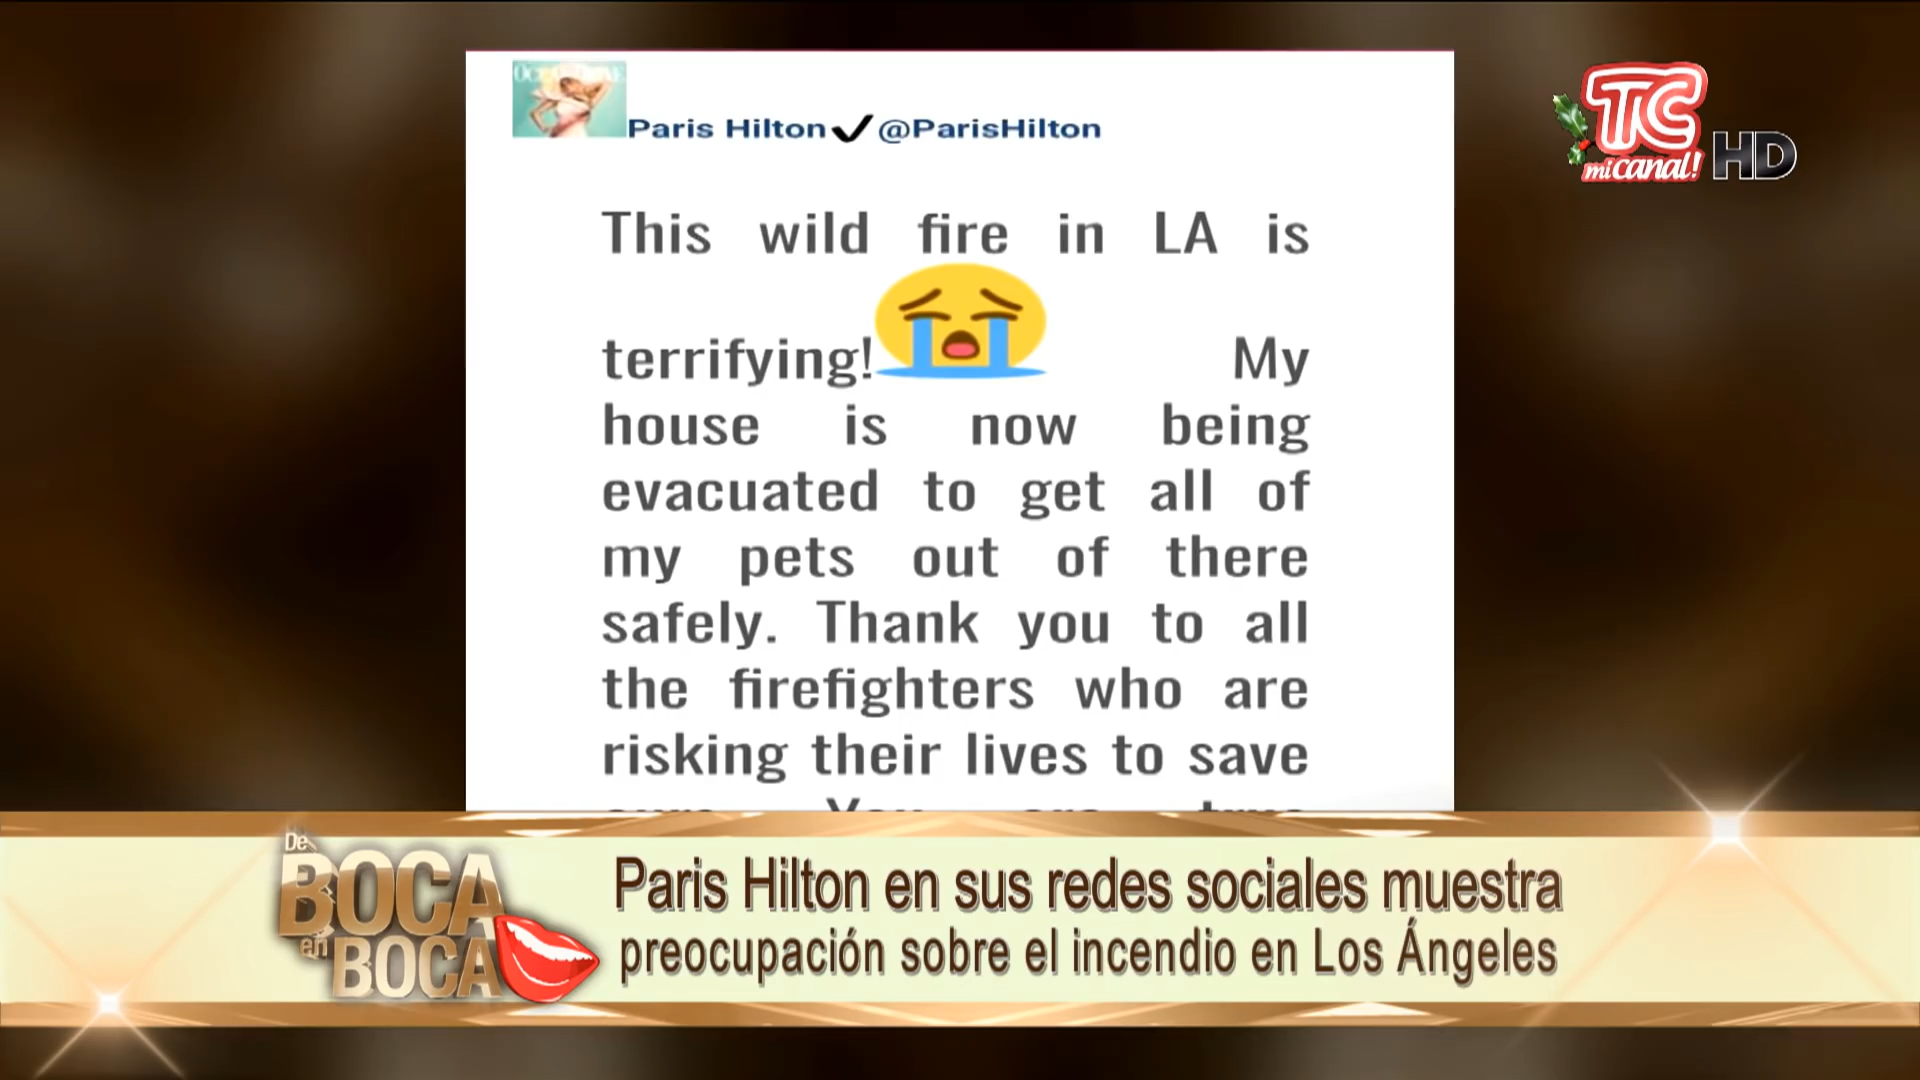 Paris Hilton✔@ParisHilton
This wild fire in LA is
terrifying!😭 My
house is now being
evacuated to get all of
my pets out of there
safely. Thank you to all
the firefighters who are
risking their lives to save
TC
mi canal!
HD
De
BOCA
en
BOCA
Paris Hilton en sus redes sociales muestra
preocupación sobre el incendio en Los Ángeles